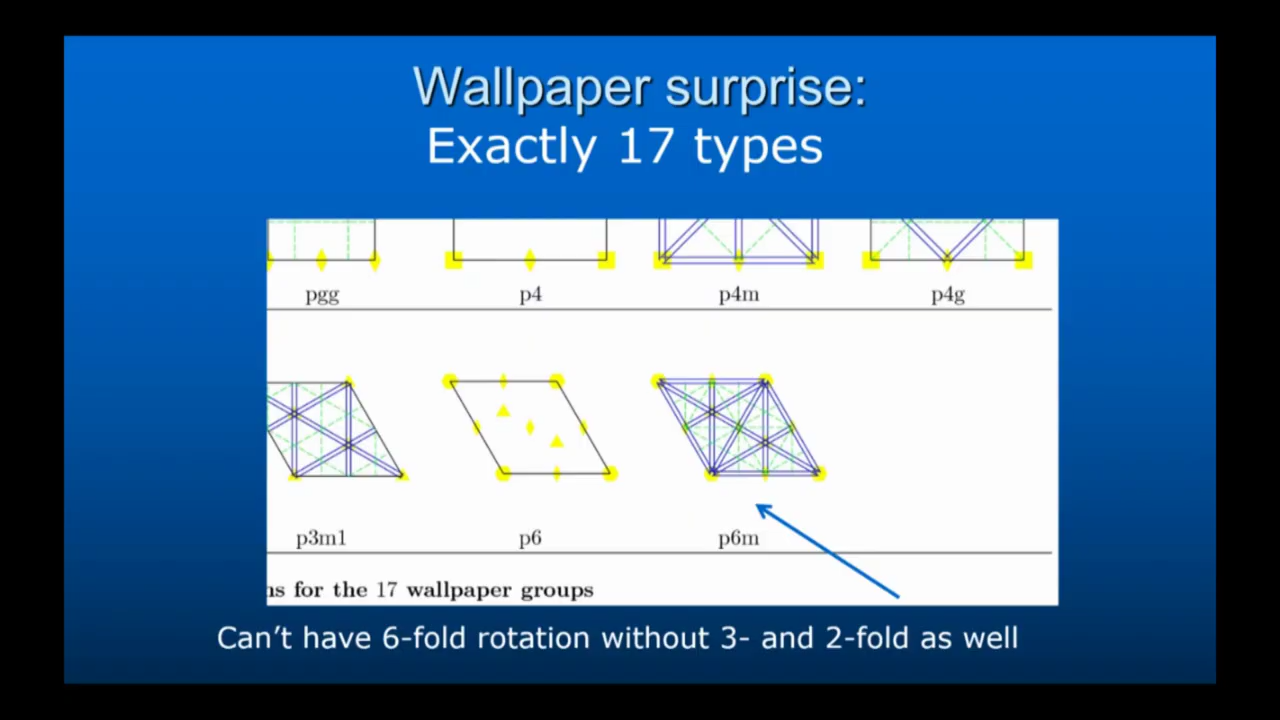 Wallpaper surprise:
Exactly 17 types
pgg p4 p4m p4g
p3m1 p6 p6m
ns for the 17 wallpaper groups
Can't have 6-fold rotation without 3- and 2-fold as well